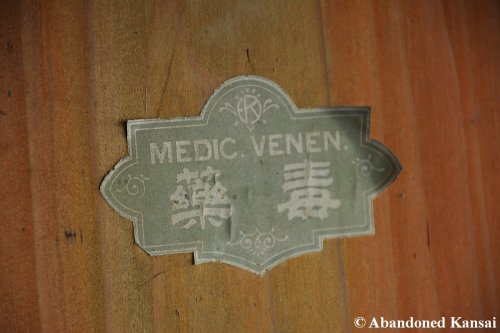 R
MEDIC. VENEN.
藥毒
© Abandoned Kansai